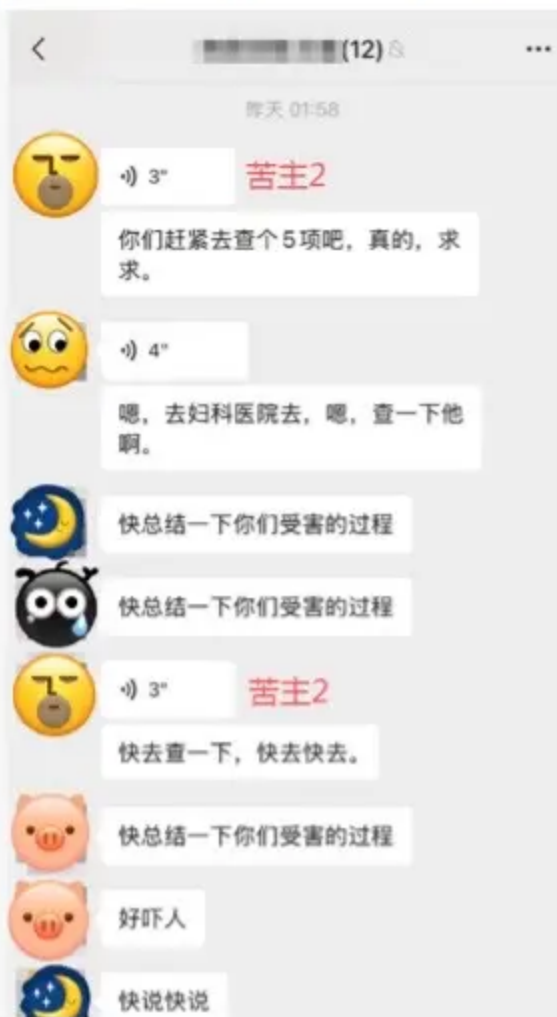 (12)
昨天 01:58
3"
苦主2
你们赶紧去查个5项吧，真的，求
求。
4"
嗯，去妇科医院去，嗯，查一下他
啊。
快总结一下你们受害的过程
快总结一下你们受害的过程
3"
苦主2
快去查一下，快去快去。
快总结一下你们受害的过程
好吓人
快说快说